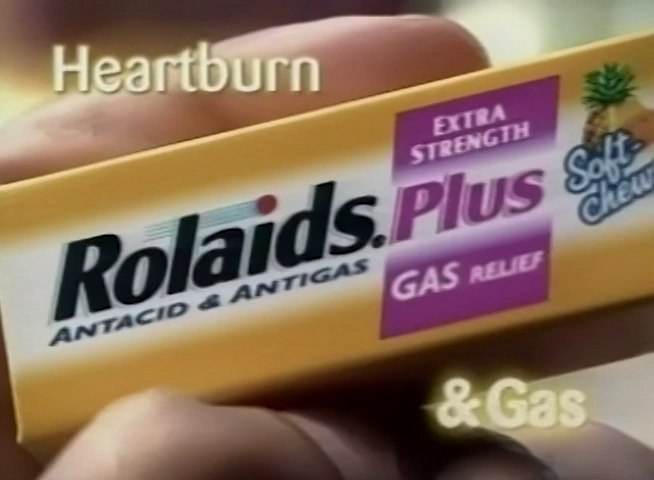 Heartburn
EXTRA
STRENGTH
Rolaids. Plus
ANTACID & ANTIGAS
GAS RELIEF
Soft-
Chew
& Gas